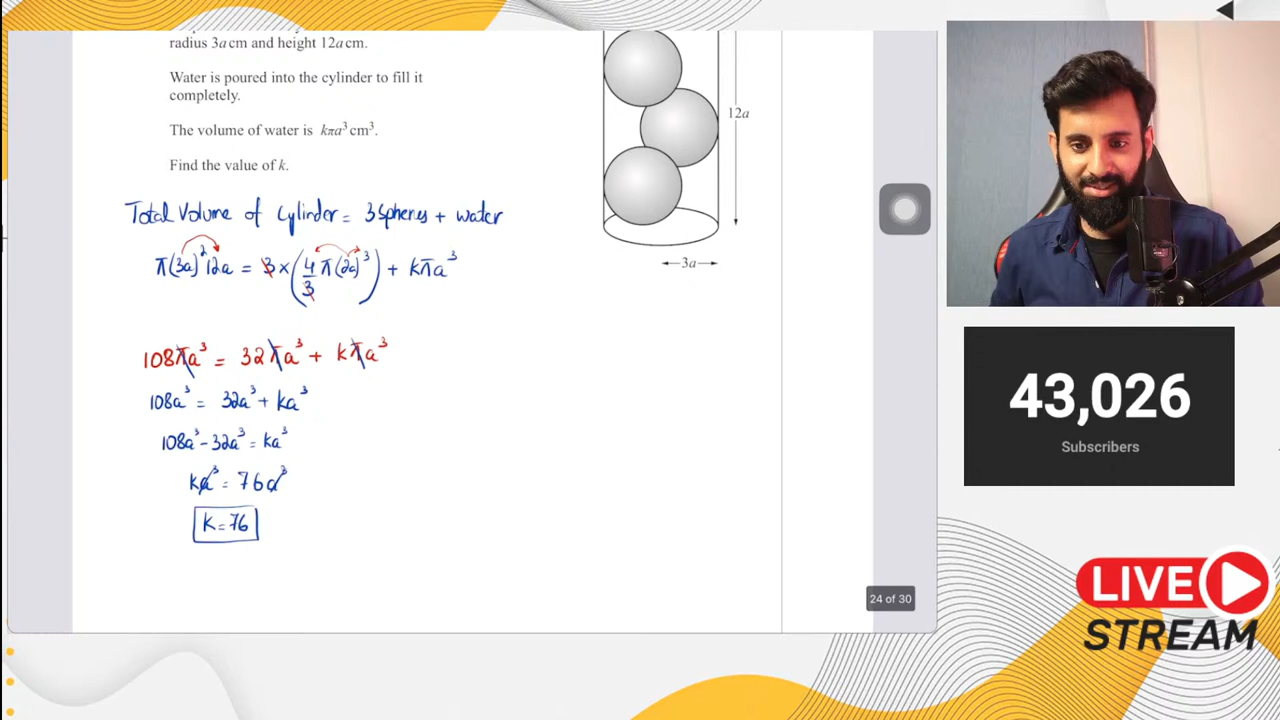 radius 3a cm and height 12a cm.
Water is poured into the cylinder to fill it
completely.
The volume of water is kπa³ cm³.
Find the value of k.
12a
3a
Total Volume of Cylinder = 3 Spheres + water
π(3a)² 12a = 3 × (4/3 π(2a)³) + kπa³
108πa³ = 32πa³ + kπa³
108a³ = 32a³ + ka³
108a³ - 32a³ = ka³
ka³ = 76a³
K = 76
24 of 30
43,026
Subscribers
LIVE
STREAM